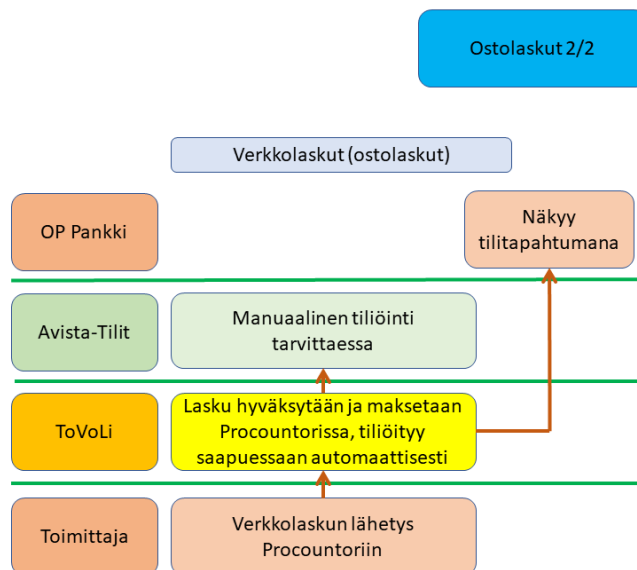 Ostolaskut 2/2
Verkkolaskut (ostolaskut)
OP Pankki
Näkyy
tilitapahtumana
Avista-Tilit
Manuaalinen tiliöinti
tarvittaessa
ToVoLi
Lasku hyväksytään ja maksetaan
Procountorissa, tiliöityy
saapuessaan automaattisesti
Toimittaja
Verkkolaskun lähetys
Procountoriin